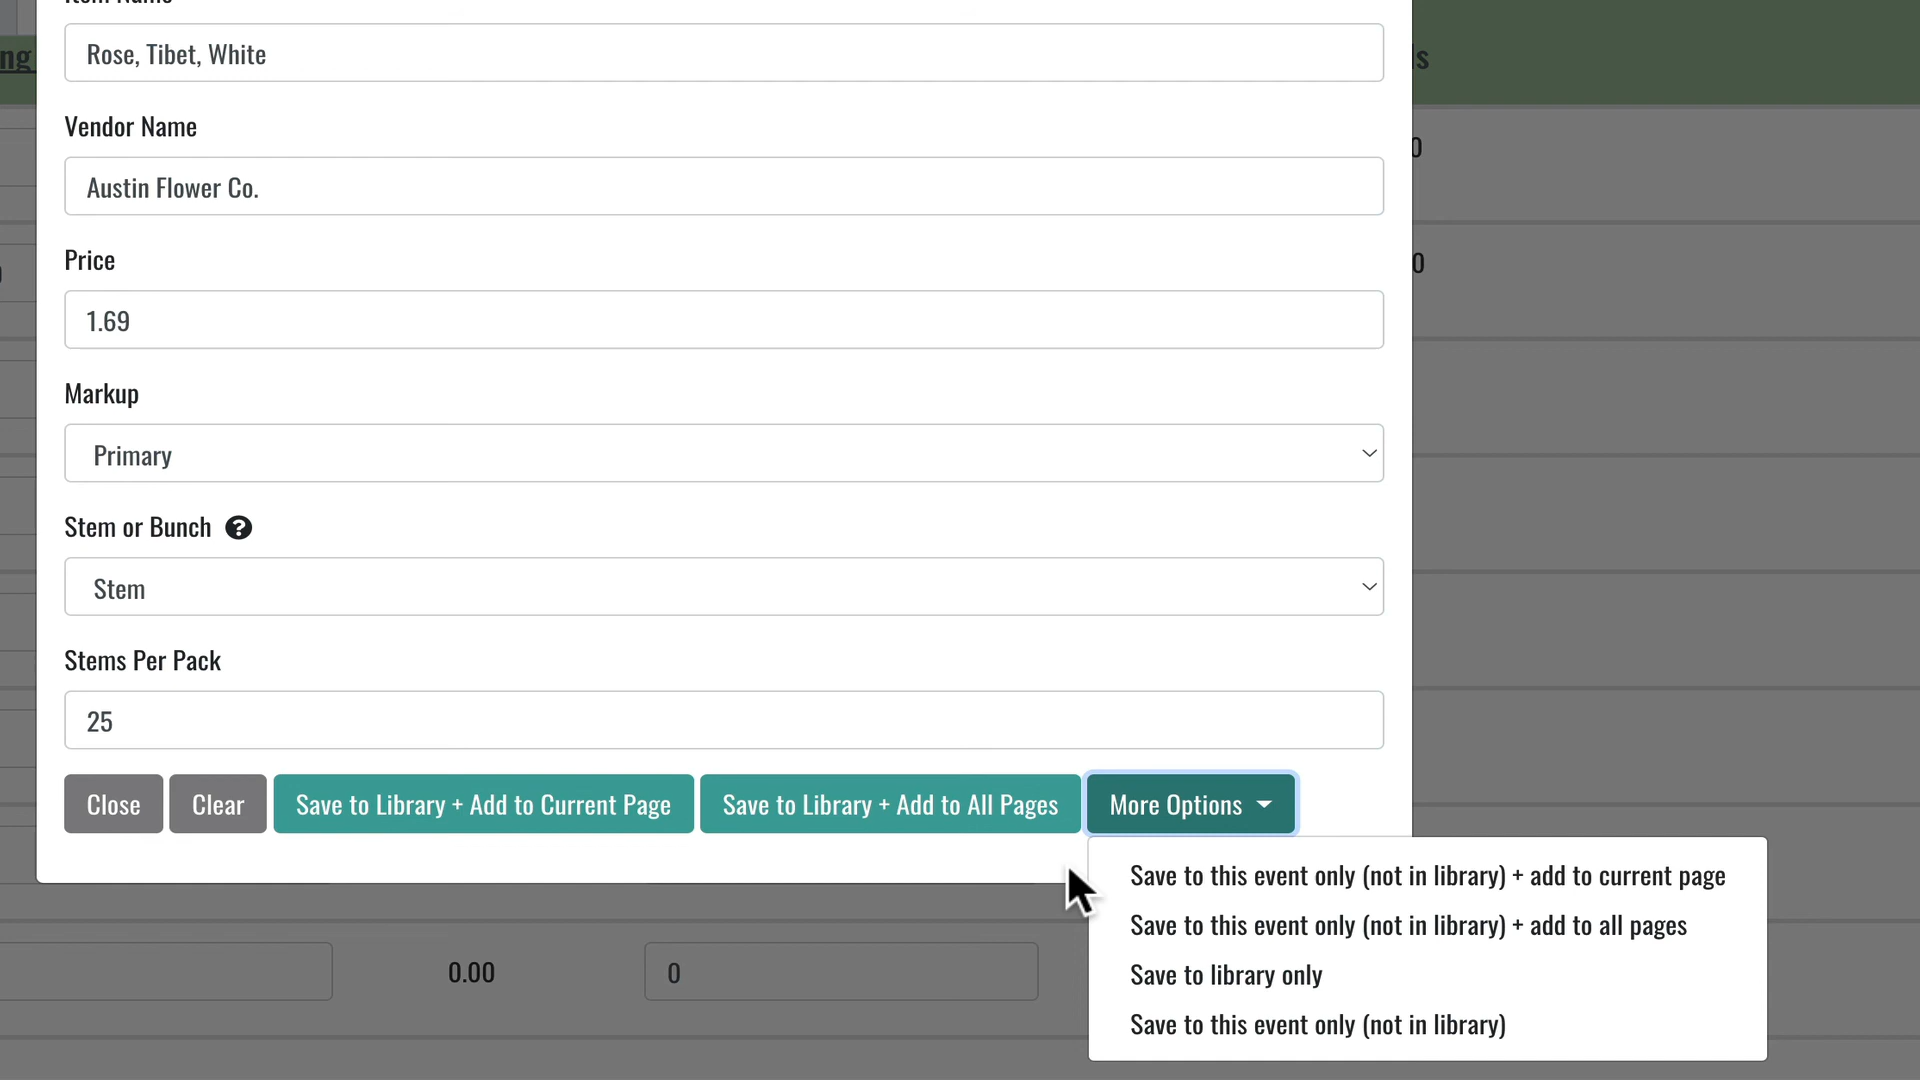 Item Name
Rose, Tibet, White
Vendor Name
Austin Flower Co.
Price
1.69
Markup
Primary
Stem or Bunch ?
Stem
Stems Per Pack
25
Close Clear Save to Library + Add to Current Page Save to Library + Add to All Pages More Options
Save to this event only (not in library) + add to current page
Save to this event only (not in library) + add to all pages
Save to library only
Save to this event only (not in library)
0.00 0